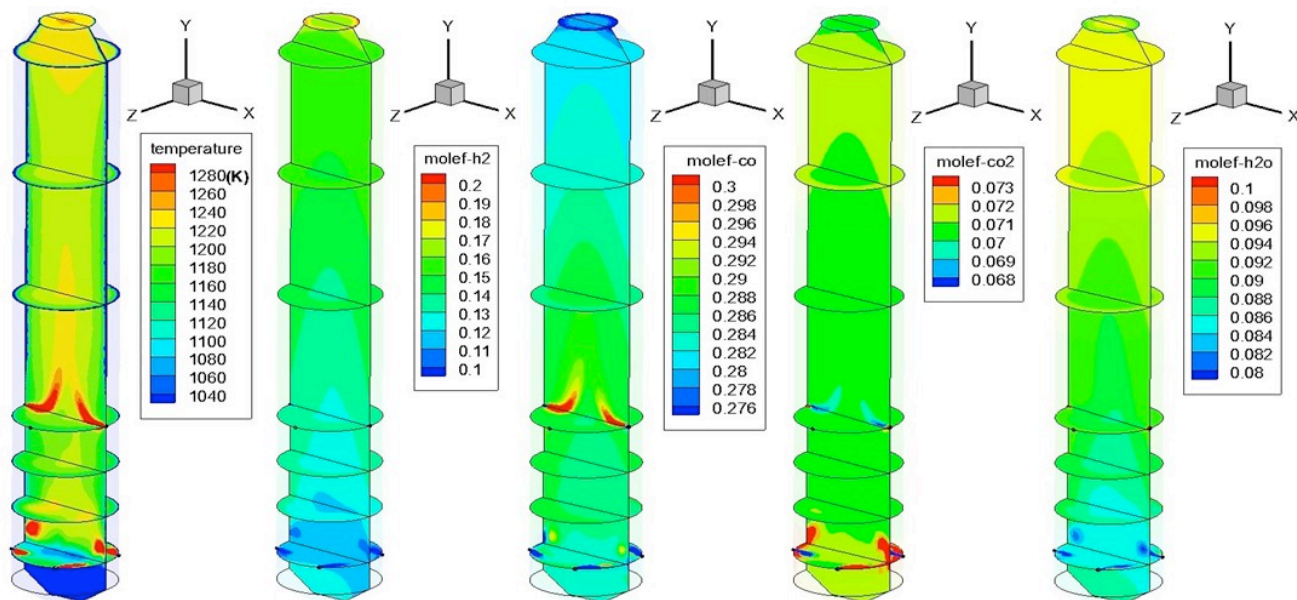 Y
Z
X
temperature
1280(K)
1260
1240
1220
1200
1180
1160
1140
1120
1100
1080
1060
1040
Y
Z
X
molef-h2
0.2
0.19
0.18
0.17
0.16
0.15
0.14
0.13
0.12
0.11
0.1
Y
Z
X
molef-co
0.3
0.298
0.296
0.294
0.292
0.29
0.288
0.286
0.284
0.282
0.28
0.278
0.276
Y
Z
X
molef-co2
0.073
0.072
0.071
0.07
0.069
0.068
Y
Z
X
molef-h2o
0.1
0.098
0.096
0.094
0.092
0.09
0.088
0.086
0.084
0.082
0.08